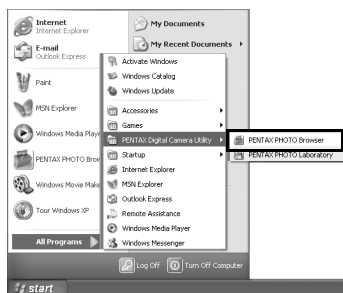 Internet
Internet Explorer
E-mail
Outlook Express
Paint
MSN Explorer
Windows Media Playe
PENTAX PHOTO Brow
Windows Movie Make
Tour Windows XP
All Programs
My Documents
My Recent Documents
Activate Windows
Windows Catalog
Windows Update
Accessories
Games
PENTAX Digital Camera Utility
Startup
Internet Explorer
MSN Explorer
Outlook Express
Remote Assistance
Windows Media Player
Windows Messenger
PENTAX PHOTO Browser
PENTAX PHOTO Laboratory
Log Off
Turn Off Computer
start